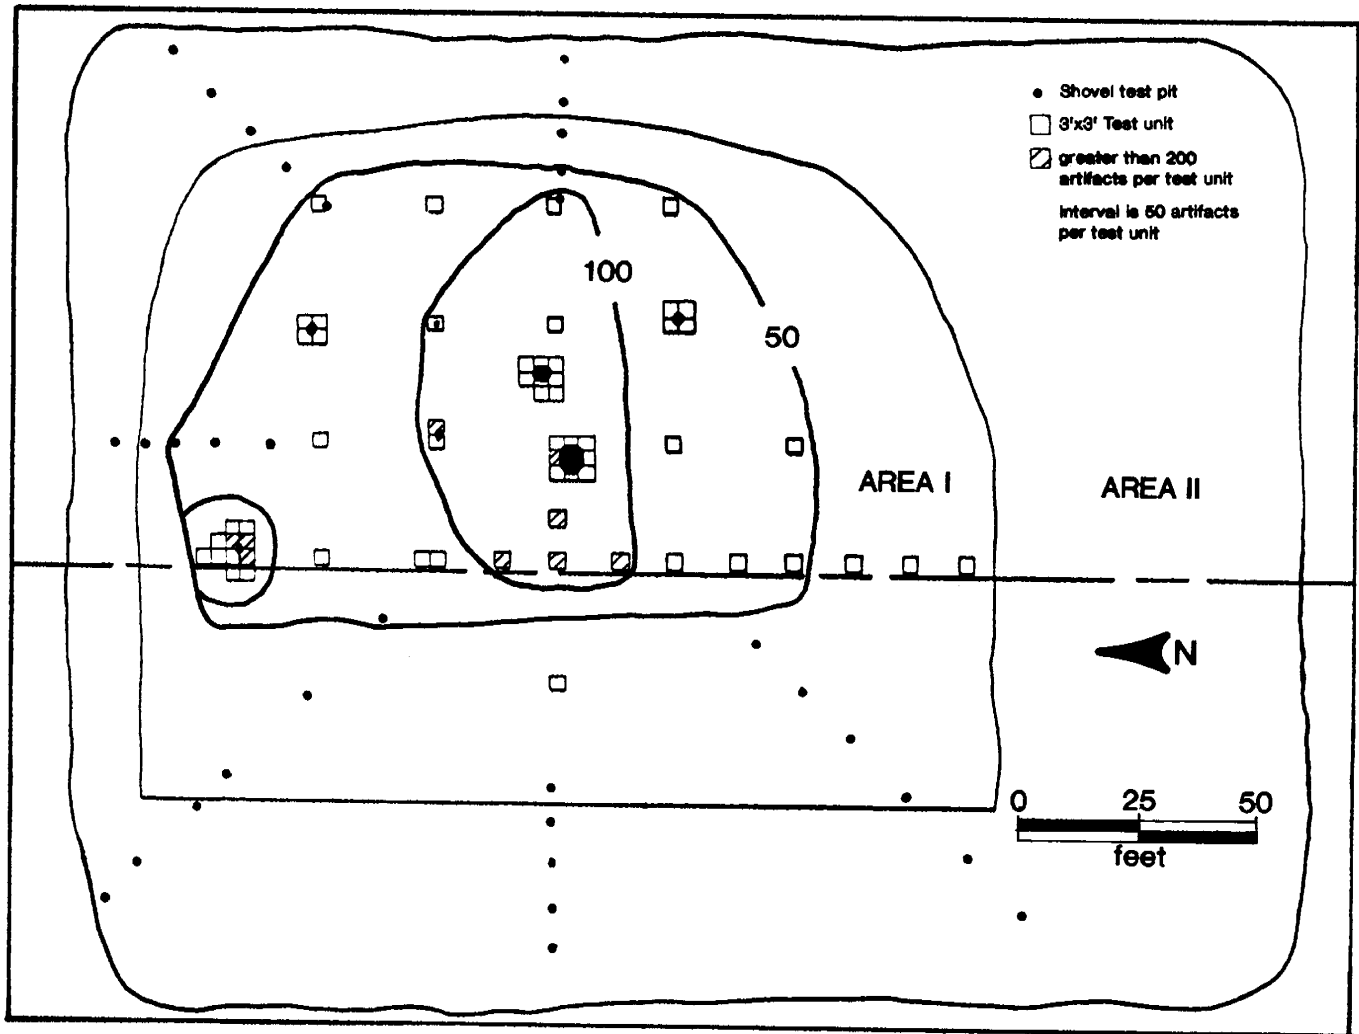 Shovel test pit
3'x3' Test unit
greater than 200
artifacts per test unit
Interval is 50 artifacts
per test unit
100
50
AREA I
AREA II
N
0 25 50
feet